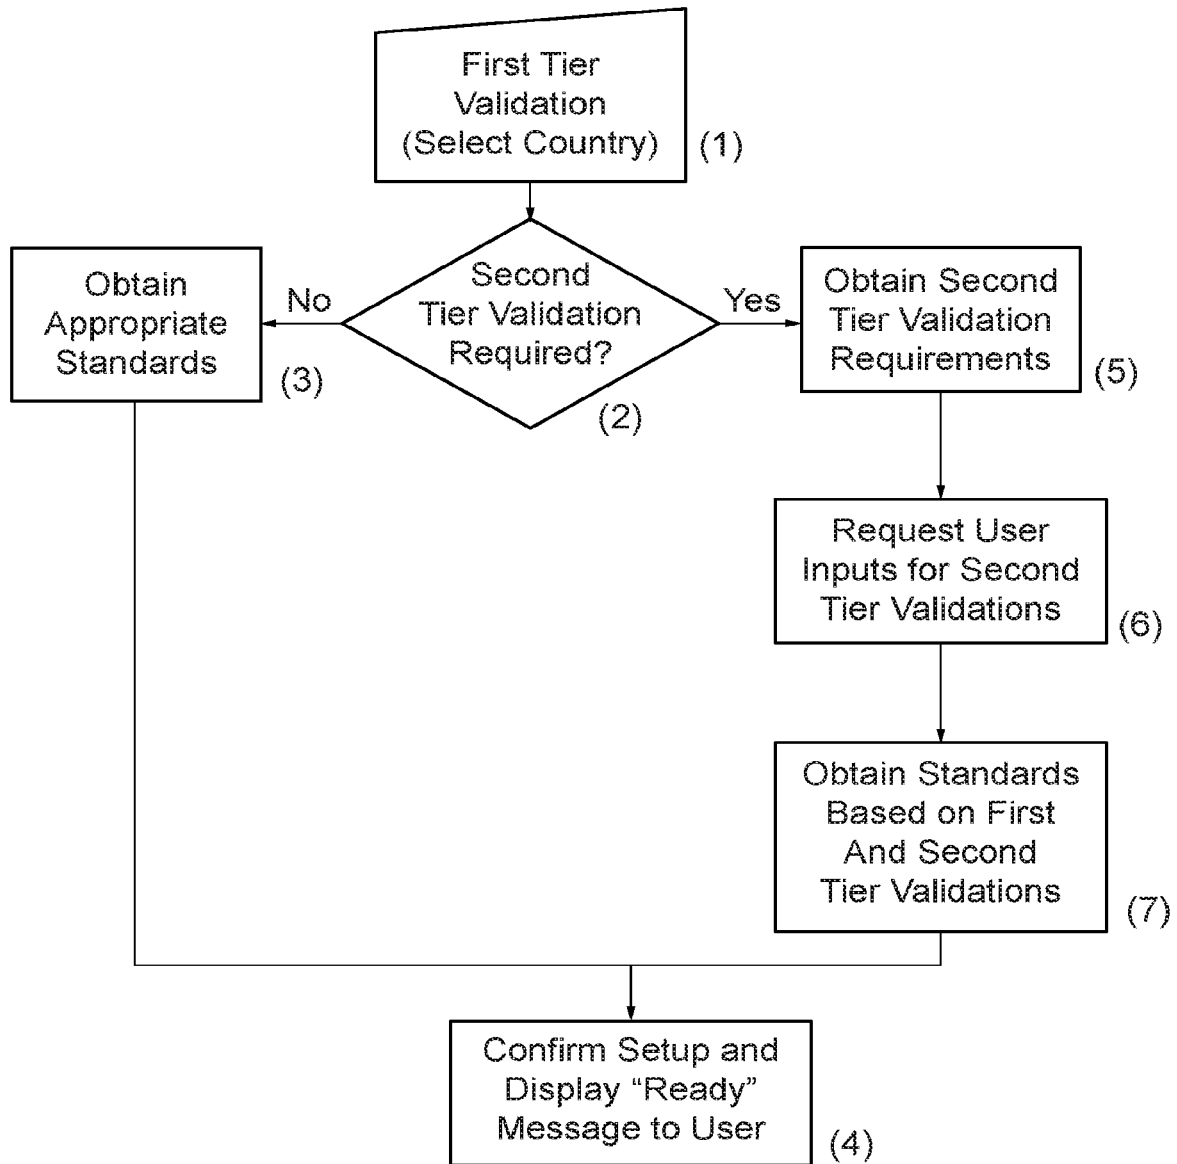 First Tier
Validation
(Select Country)
(1)
Second
Tier Validation
Required?
(2)
No
Yes
Obtain
Appropriate
Standards
(3)
Obtain Second
Tier Validation
Requirements
(5)
Request User
Inputs for Second
Tier Validations
(6)
Obtain Standards
Based on First
And Second
Tier Validations
(7)
Confirm Setup and
Display “Ready”
Message to User
(4)